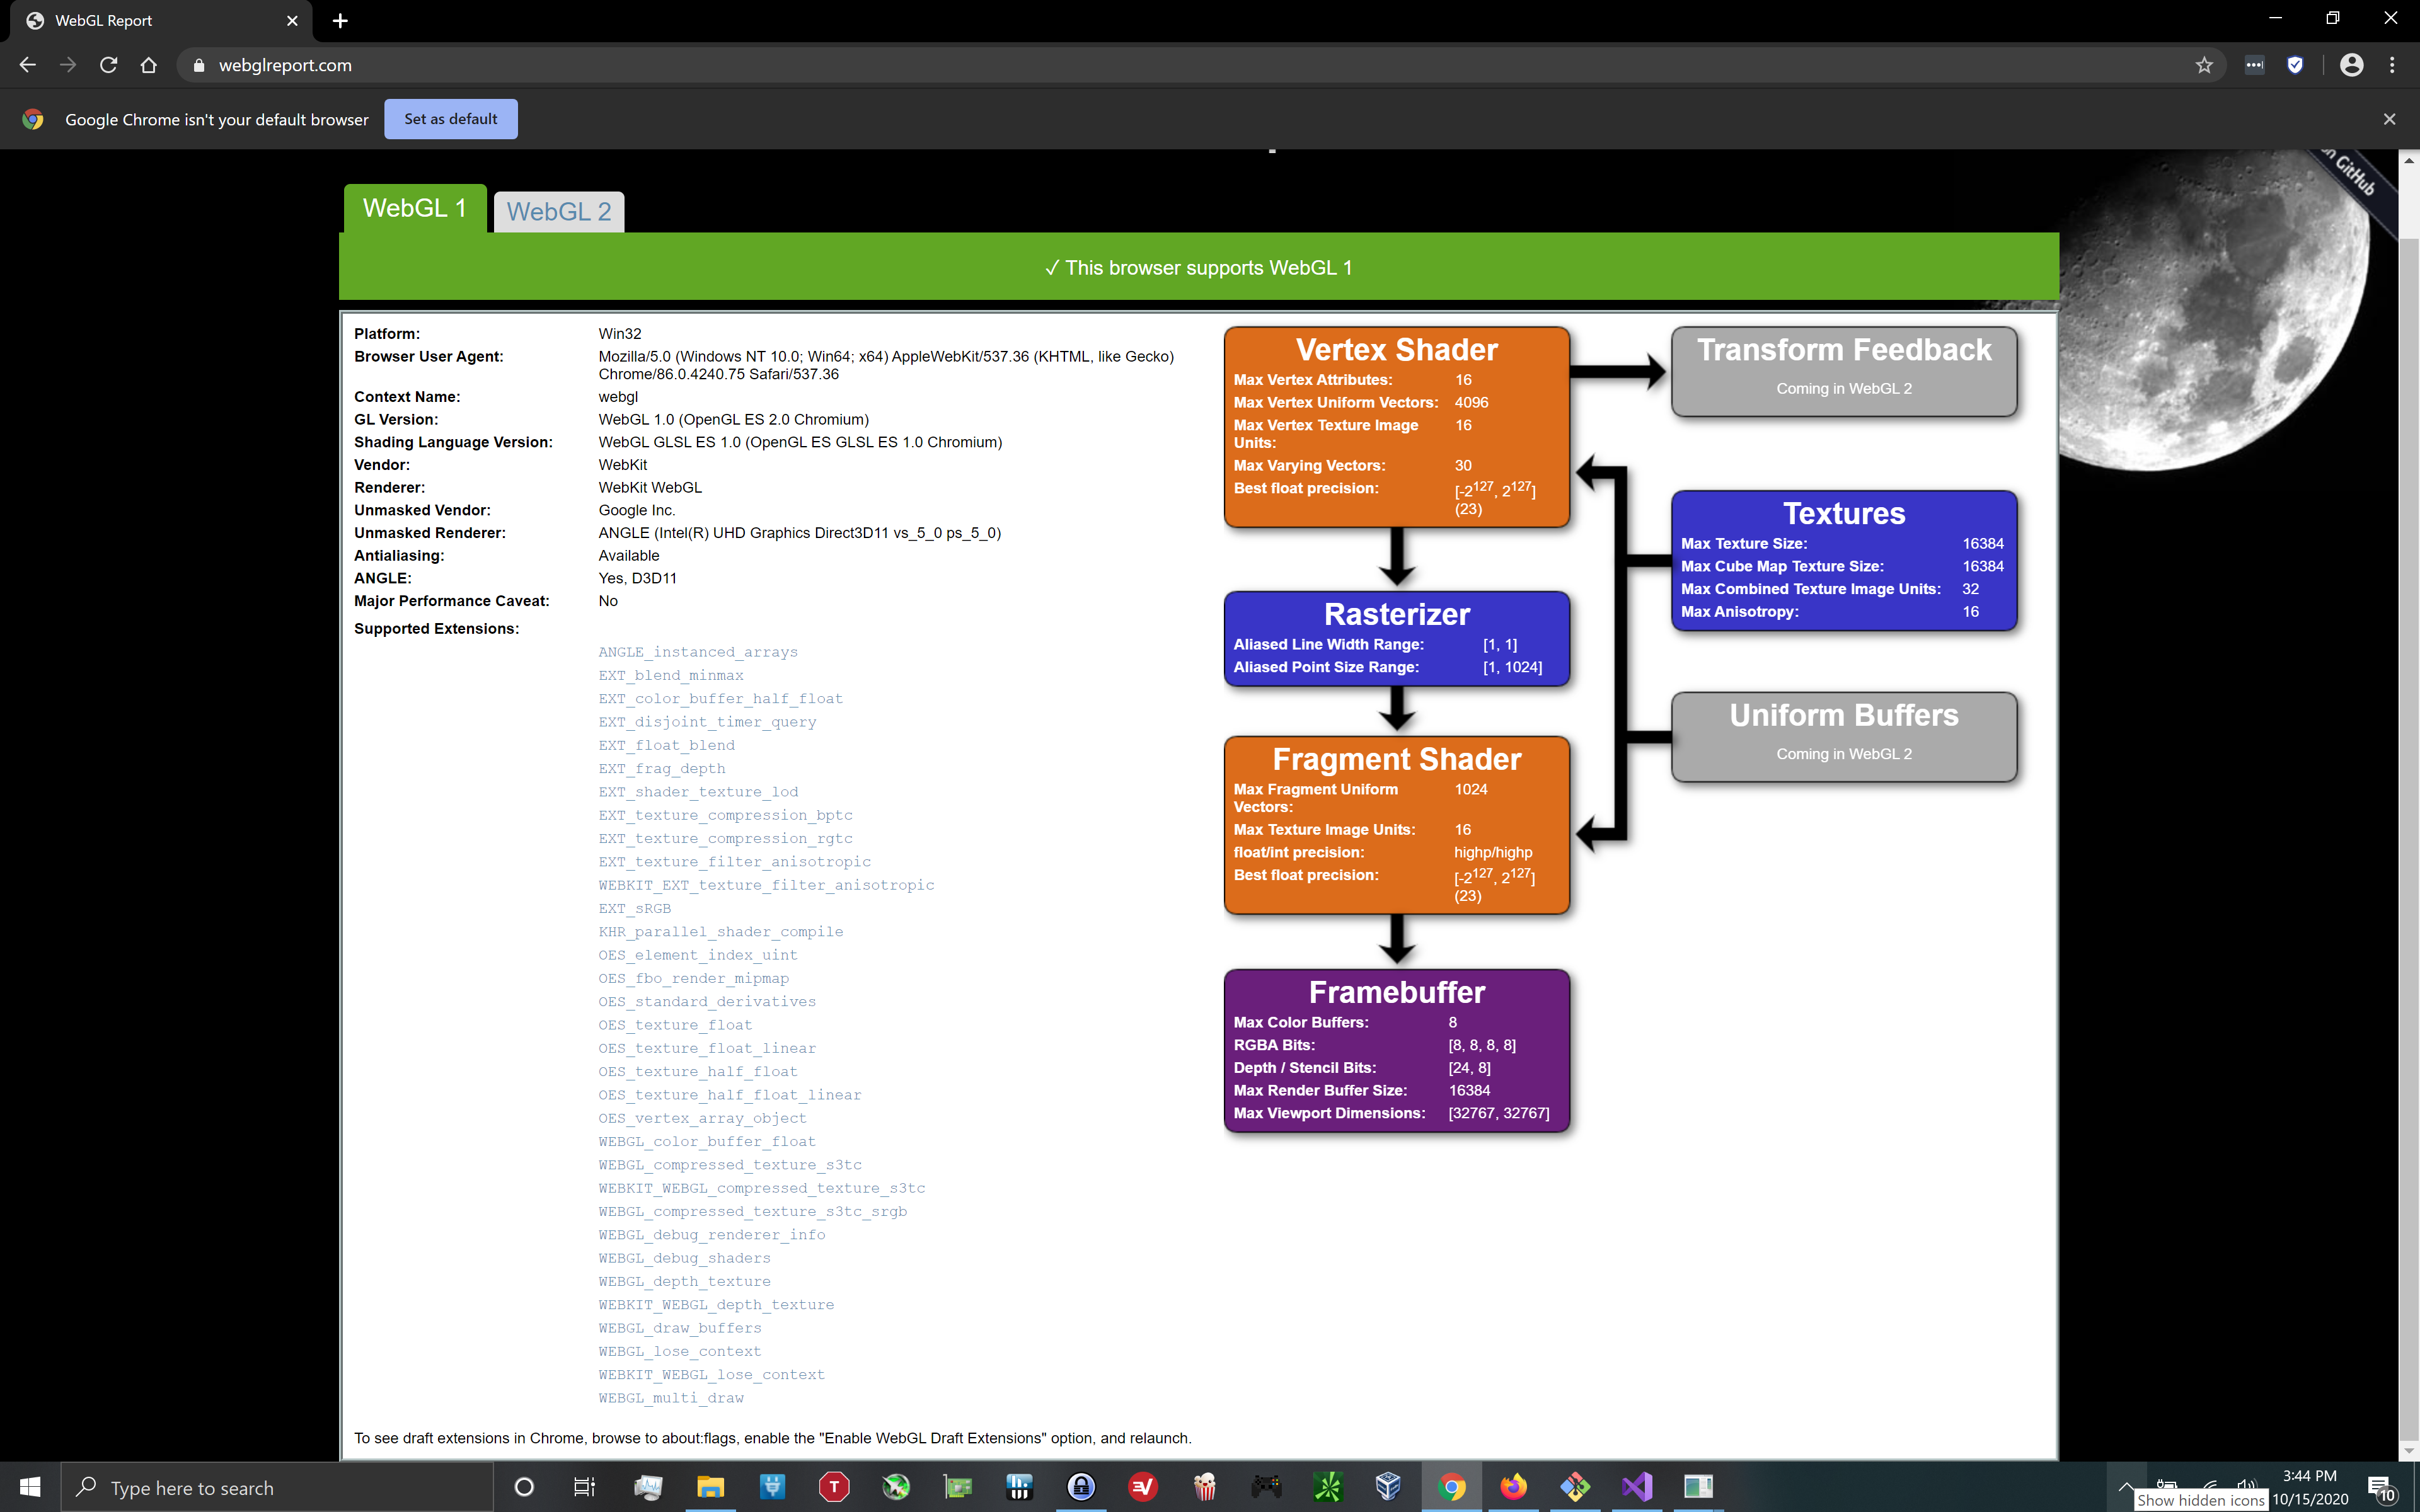 WebGL Report
webglreport.com
Google Chrome isn't your default browser
Set as default
GitHub
WebGL 1
WebGL 2
✓ This browser supports WebGL 1
Platform: Win32
Browser User Agent: Mozilla/5.0 (Windows NT 10.0; Win64; x64) AppleWebKit/537.36 (KHTML, like Gecko)
Chrome/86.0.4240.75 Safari/537.36
Context Name: webgl
GL Version: WebGL 1.0 (OpenGL ES 2.0 Chromium)
Shading Language Version: WebGL GLSL ES 1.0 (OpenGL ES GLSL ES 1.0 Chromium)
Vendor: WebKit
Renderer: WebKit WebGL
Unmasked Vendor: Google Inc.
Unmasked Renderer: ANGLE (Intel(R) UHD Graphics Direct3D11 vs_5_0 ps_5_0)
Antialiasing: Available
ANGLE: Yes, D3D11
Major Performance Caveat: No
Supported Extensions:
ANGLE_instanced_arrays
EXT_blend_minmax
EXT_color_buffer_half_float
EXT_disjoint_timer_query
EXT_float_blend
EXT_frag_depth
EXT_shader_texture_lod
EXT_texture_compression_bptc
EXT_texture_compression_rgtc
EXT_texture_filter_anisotropic
WEBKIT_EXT_texture_filter_anisotropic
EXT_sRGB
KHR_parallel_shader_compile
OES_element_index_uint
OES_fbo_render_mipmap
OES_standard_derivatives
OES_texture_float
OES_texture_float_linear
OES_texture_half_float
OES_texture_half_float_linear
OES_vertex_array_object
WEBGL_color_buffer_float
WEBGL_compressed_texture_s3tc
WEBKIT_WEBGL_compressed_texture_s3tc
WEBGL_compressed_texture_s3tc_srgb
WEBGL_debug_renderer_info
WEBGL_debug_shaders
WEBGL_depth_texture
WEBKIT_WEBGL_depth_texture
WEBGL_draw_buffers
WEBGL_lose_context
WEBKIT_WEBGL_lose_context
WEBGL_multi_draw
To see draft extensions in Chrome, browse to about:flags, enable the "Enable WebGL Draft Extensions" option, and relaunch.
Vertex Shader
Max Vertex Attributes: 16
Max Vertex Uniform Vectors: 4096
Max Vertex Texture Image 16
Units:
Max Varying Vectors: 30
Best float precision: [-2^127, 2^127]
(23)
Transform Feedback
Coming in WebGL 2
Textures
Max Texture Size: 16384
Max Cube Map Texture Size: 16384
Max Combined Texture Image Units: 32
Max Anisotropy: 16
Rasterizer
Aliased Line Width Range: [1, 1]
Aliased Point Size Range: [1, 1024]
Uniform Buffers
Coming in WebGL 2
Fragment Shader
Max Fragment Uniform 1024
Vectors:
Max Texture Image Units: 16
float/int precision: highp/highp
Best float precision: [-2^127, 2^127]
(23)
Framebuffer
Max Color Buffers: 8
RGBA Bits: [8, 8, 8, 8]
Depth / Stencil Bits: [24, 8]
Max Render Buffer Size: 16384
Max Viewport Dimensions: [32767, 32767]
Type here to search
T
3:44 PM
10/15/2020
10
Show hidden icons